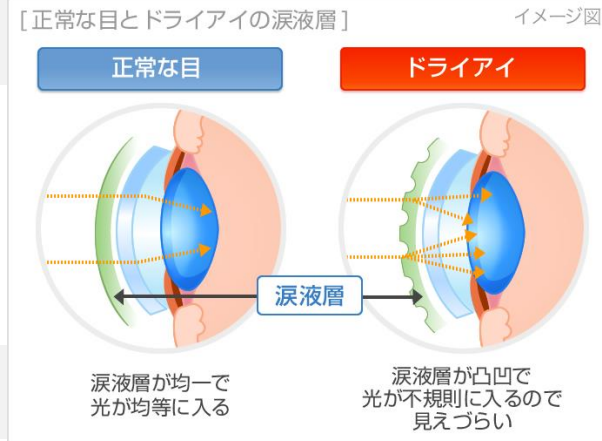 [正常な目とドライアイの涙液層]
イメージ図
正常な目
ドライアイ
涙液層
涙液層が均一で
光が均等に入る
涙液層が凸凹で
光が不規則に入るので
見えづらい